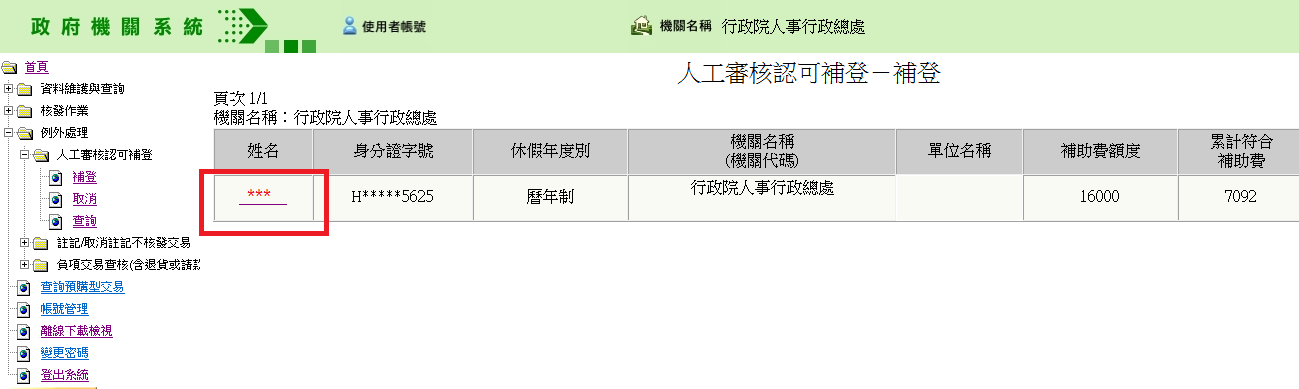 政府機關系統
使用者帳號
機關名稱 行政院人事行政總處
首頁
資料維護與查詢
核發作業
例外處理
人工審核認可補登
補登
取消
查詢
註記/取消註記不核發交易
負項交易查核(含退貨或請款
查詢預購型交易
帳號管理
離線下載檢視
變更密碼
登出系統
人工審核認可補登－補登
頁次 1/1
機關名稱：行政院人事行政總處
姓名 身分證字號 休假年度別 機關名稱 單位名稱 補助費額度 累計符合
(機關代碼) 補助費
*** H*****5625 曆年制 行政院人事行政總處 16000 7092